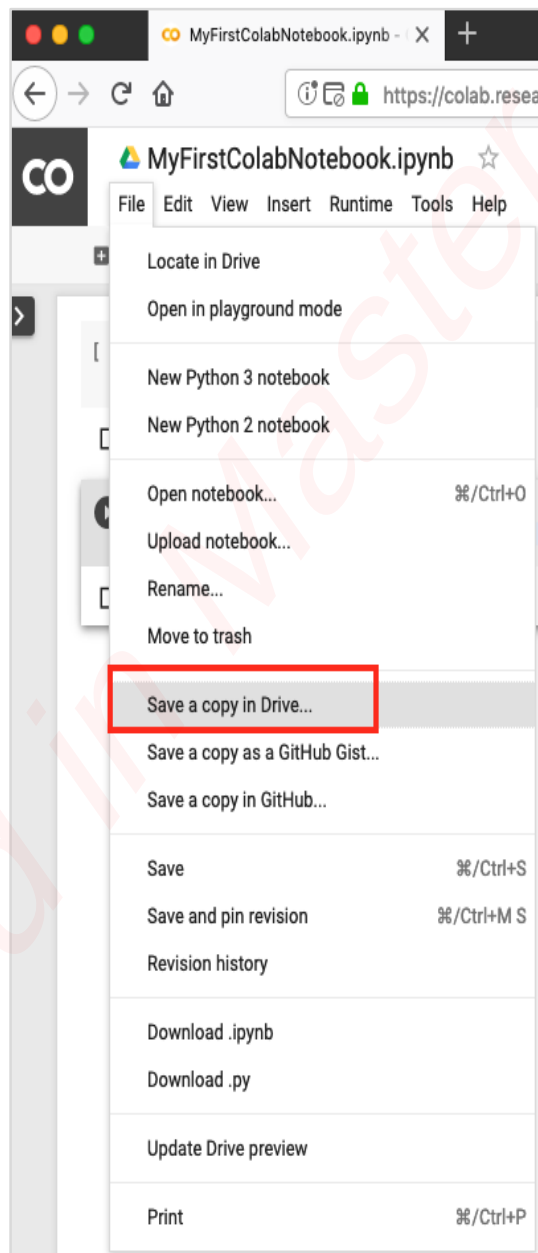 MyFirstColabNotebook.ipynb -
https://colab.resea
CO MyFirstColabNotebook.ipynb
File Edit View Insert Runtime Tools Help
Locate in Drive
Open in playground mode
New Python 3 notebook
New Python 2 notebook
Open notebook... ⌘/Ctrl+O
Upload notebook...
Rename...
Move to trash
Save a copy in Drive...
Save a copy as a GitHub Gist...
Save a copy in GitHub...
Save ⌘/Ctrl+S
Save and pin revision ⌘/Ctrl+M S
Revision history
Download .ipynb
Download .py
Update Drive preview
Print ⌘/Ctrl+P
d in Master